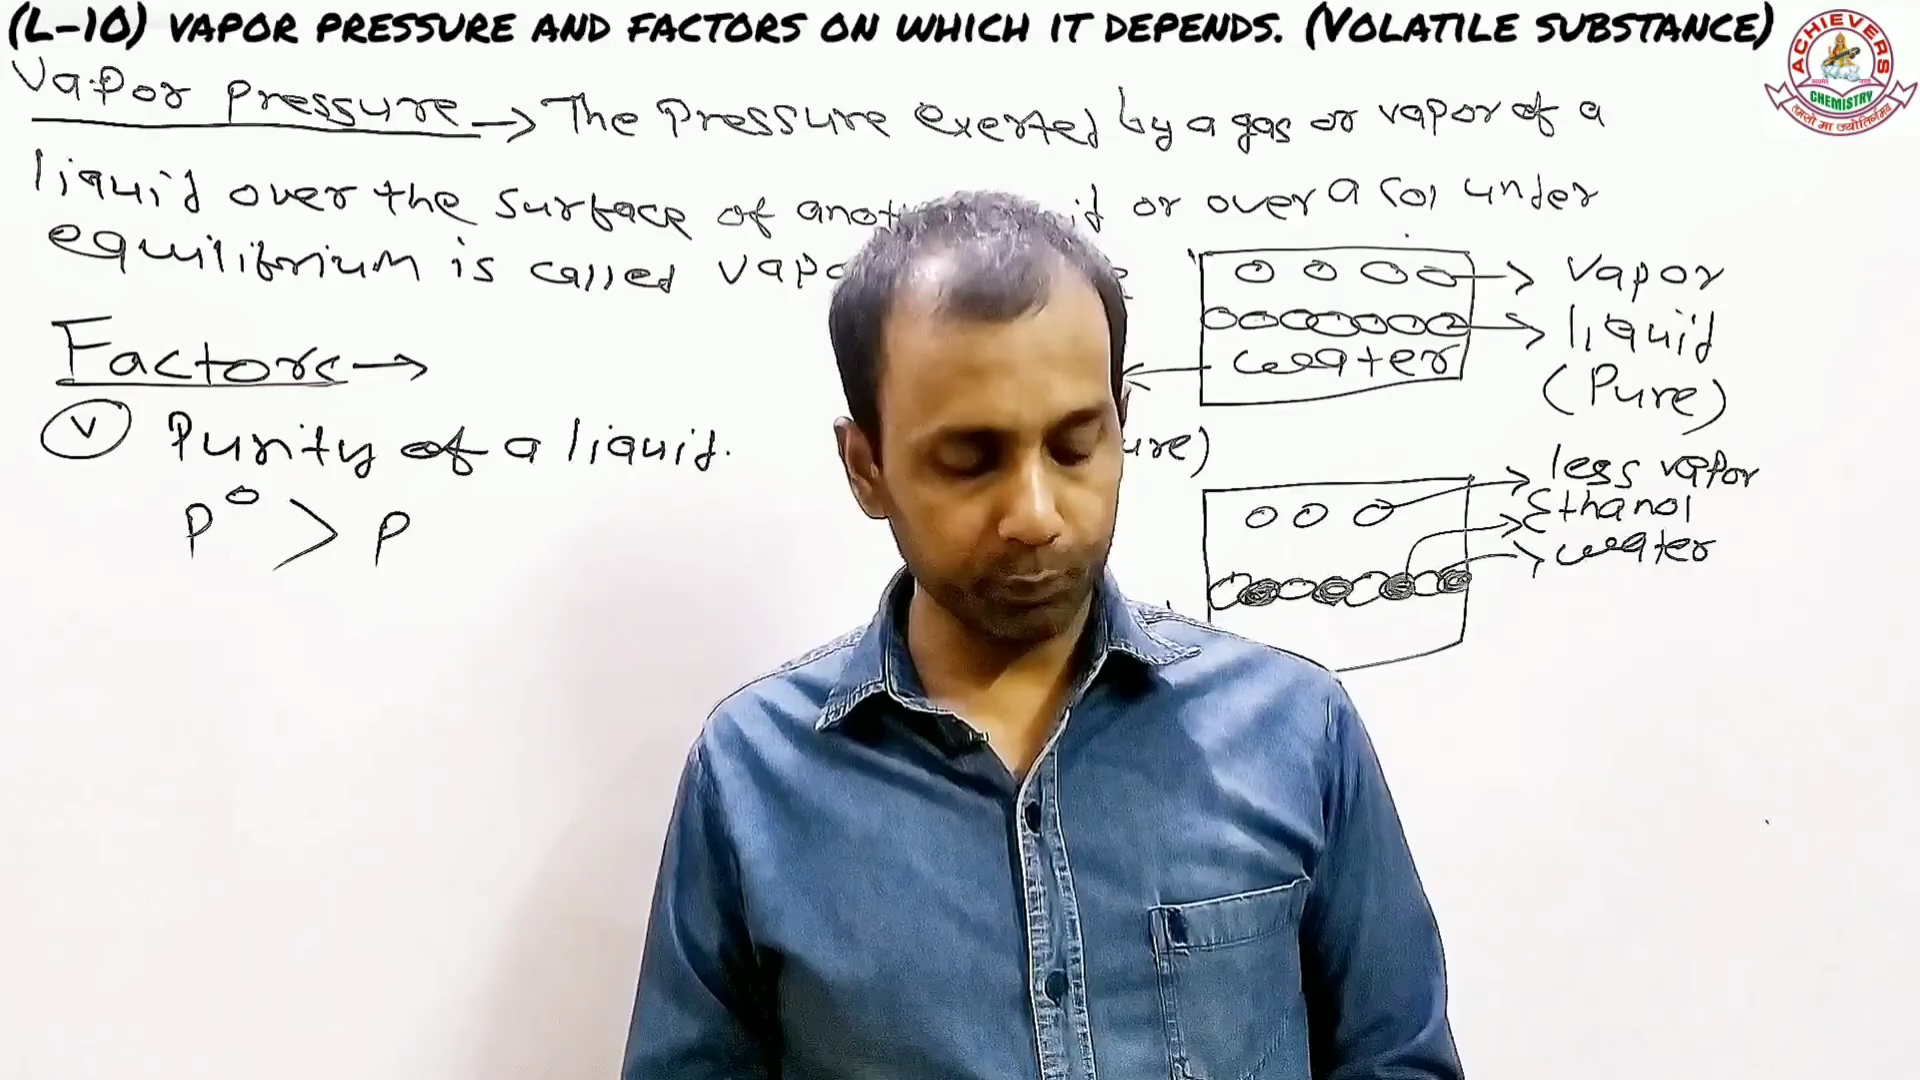 (L-10) VAPOR PRESSURE AND FACTORS ON WHICH IT DEPENDS. (VOLATILE SUBSTANCE)
ACHIEVERS
CHEMISTRY
तमसो मा ज्योतिर्गमय
Vapor Pressure → The Pressure exerted by a gas or vapor of a
liquid over the surface of or over a sol under
equilibrium is called
Factors →
V Purity of a liquid.
P° > P
vapor
liquid
water
(Pure)
less vapor
Ethanol
water